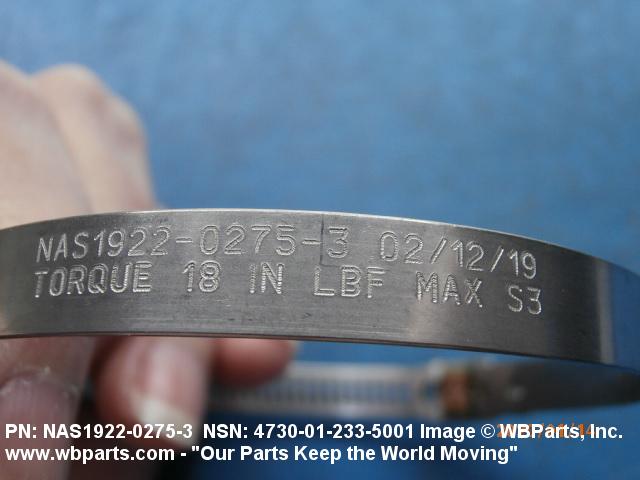 NAS1922-0275-3 02/12/19
TORQUE 18 IN LBF MAX S3
PN: NAS1922-0275-3 NSN: 4730-01-233-5001 Image © WBParts, Inc.
www.wbparts.com - "Our Parts Keep the World Moving"